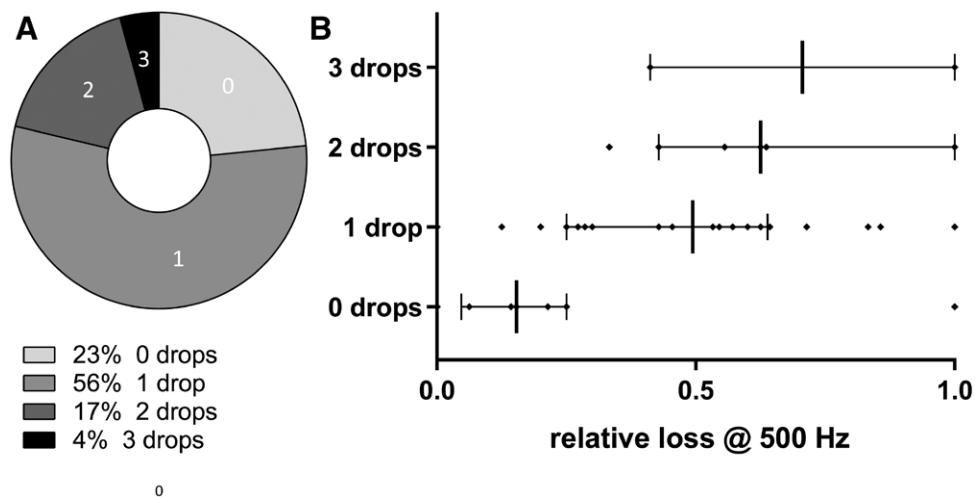 A
B
0
1
2
3
23% 0 drops
56% 1 drop
17% 2 drops
4% 3 drops
0
3 drops
2 drops
1 drop
0 drops
0.0
0.5
1.0
relative loss @ 500 Hz